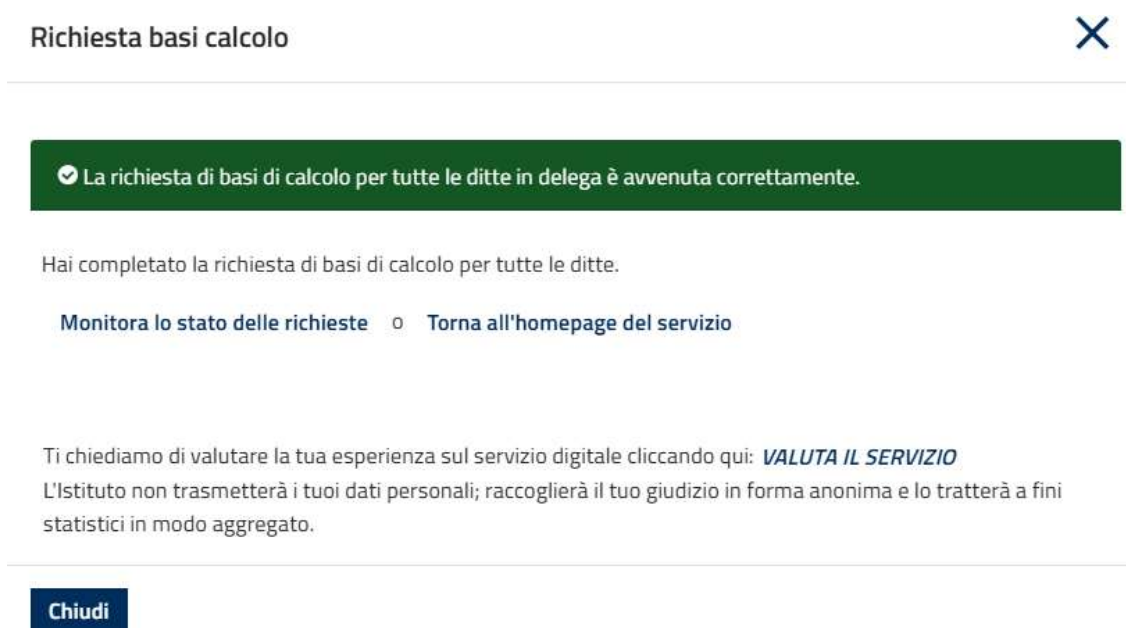 Richiesta basi calcolo
La richiesta di basi di calcolo per tutte le ditte in delega è avvenuta correttamente.
Hai completato la richiesta di basi di calcolo per tutte le ditte.
Monitora lo stato delle richieste o Torna all'homepage del servizio
Ti chiediamo di valutare la tua esperienza sul servizio digitale cliccando qui: VALUTA IL SERVIZIO
L'Istituto non trasmetterà i tuoi dati personali; raccoglierà il tuo giudizio in forma anonima e lo tratterà a fini
statistici in modo aggregato.
Chiudi